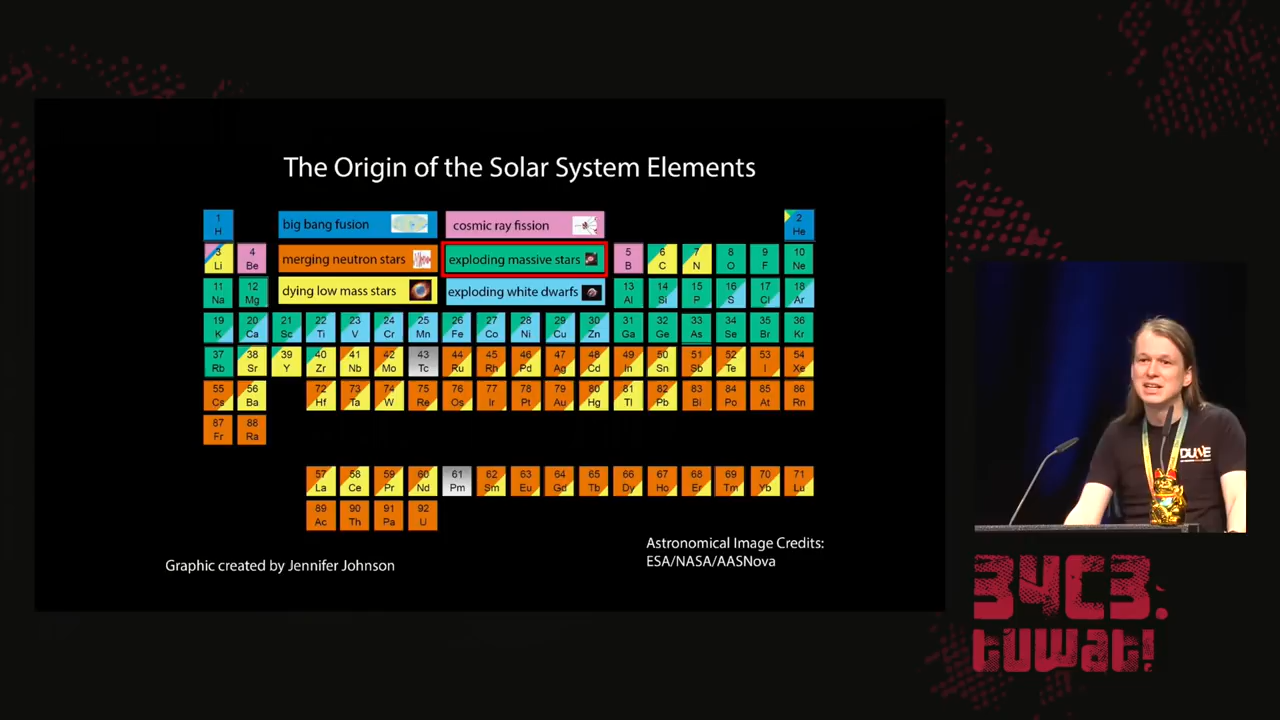 The Origin of the Solar System Elements
1 H
big bang fusion
cosmic ray fission
2 He
3 Li
4 Be
merging neutron stars
exploding massive stars
5 B
6 C
7 N
8 O
9 F
10 Ne
11 Na
12 Mg
dying low mass stars
exploding white dwarfs
13 Al
14 Si
15 P
16 S
17 Cl
18 Ar
19 K
20 Ca
21 Sc
22 Ti
23 V
24 Cr
25 Mn
26 Fe
27 Co
28 Ni
29 Cu
30 Zn
31 Ga
32 Ge
33 As
34 Se
35 Br
36 Kr
37 Rb
38 Sr
39 Y
40 Zr
41 Nb
42 Mo
43 Tc
44 Ru
45 Rh
46 Pd
47 Ag
48 Cd
49 In
50 Sn
51 Sb
52 Te
53 I
54 Xe
55 Cs
56 Ba
72 Hf
73 Ta
74 W
75 Re
76 Os
77 Ir
78 Pt
79 Au
80 Hg
81 Tl
82 Pb
83 Bi
84 Po
85 At
86 Rn
87 Fr
88 Ra
57 La
58 Ce
59 Pr
60 Nd
61 Pm
62 Sm
63 Eu
64 Gd
65 Tb
66 Dy
67 Ho
68 Er
69 Tm
70 Yb
71 Lu
89 Ac
90 Th
91 Pa
92 U
Graphic created by Jennifer Johnson
Astronomical Image Credits:
ESA/NASA/AASNova
DUNE
34C3.
tuwat!